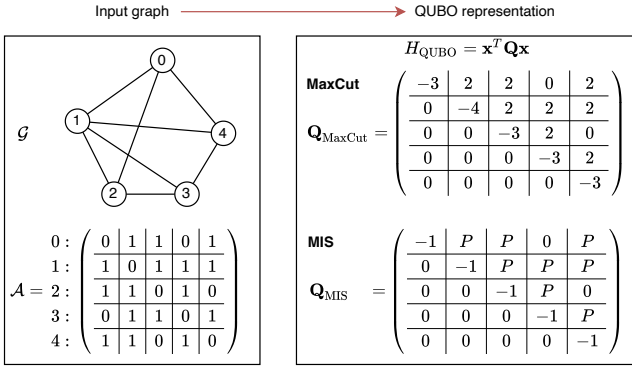 Input graph → QUBO representation
0
1
4
2
3
𝒢
0 : 0 1 1 0 1
1 : 1 0 1 1 1
𝒜 = 2 : 1 1 0 1 0
3 : 0 1 1 0 1
4 : 1 1 0 1 0
H_QUBO = x^T Qx
MaxCut
−3 2 2 0 2
0 −4 2 2 2
Q_MaxCut = 0 0 −3 2 0
0 0 0 −3 2
0 0 0 0 −3
MIS
−1 P P 0 P
0 −1 P P P
Q_MIS = 0 0 −1 P 0
0 0 0 −1 P
0 0 0 0 −1